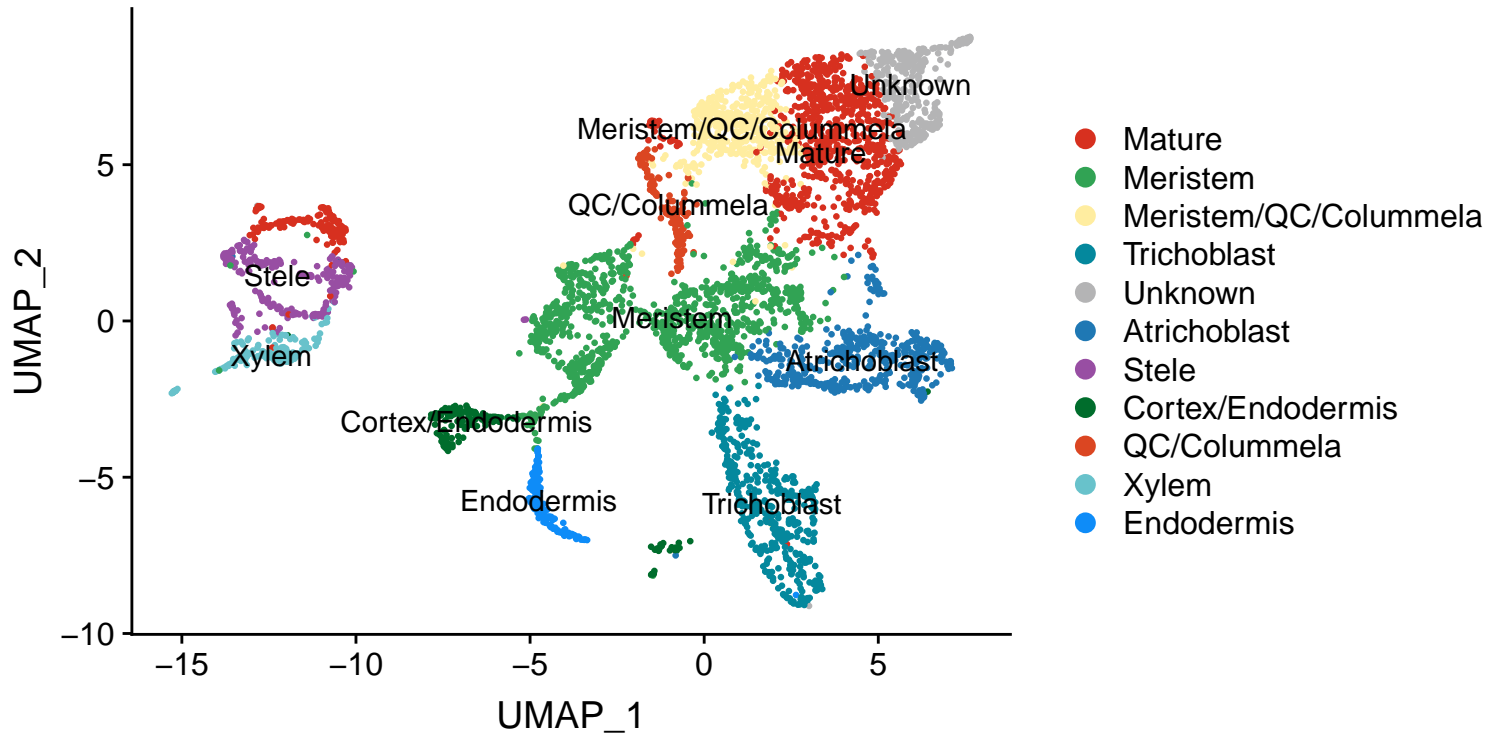 Unknown
Meristem/QC/Colummela
Mature
QC/Colummela
Stele
Meristem
Xylem
Atrichoblast
Cortex/Endodermis
Endodermis
Trichoblast
5
0
−5
−10
−15
−10
−5
0
5
UMAP_1
UMAP_2
Mature
Meristem
Meristem/QC/Colummela
Trichoblast
Unknown
Atrichoblast
Stele
Cortex/Endodermis
QC/Colummela
Xylem
Endodermis